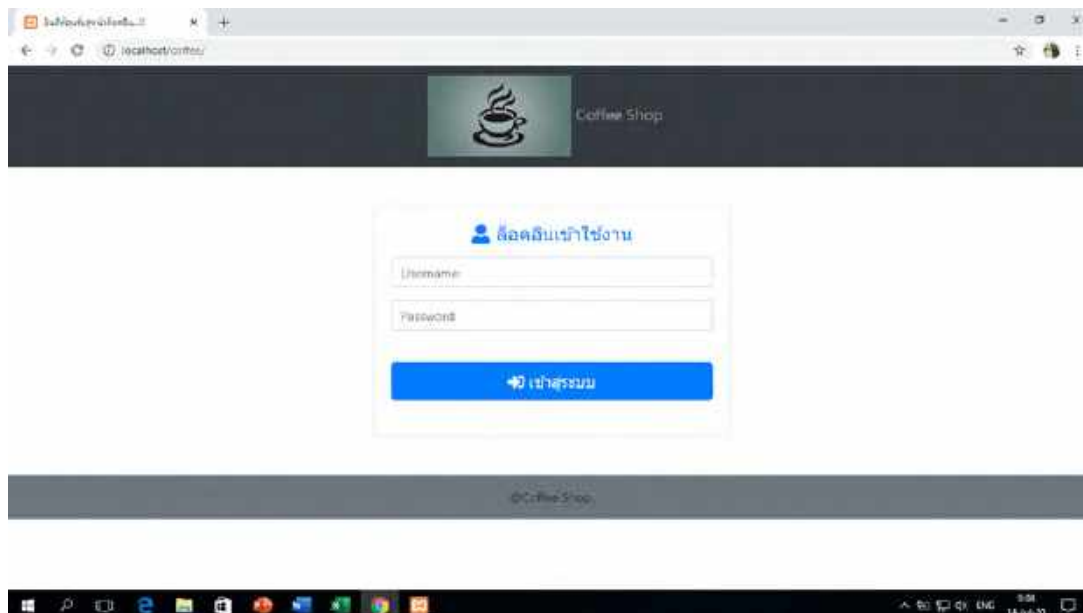 localhost/coffee/
Coffee Shop
ล็อคอินเข้าใช้งาน
Username
Password
เข้าสู่ระบบ
@Coffee Shop
ENG